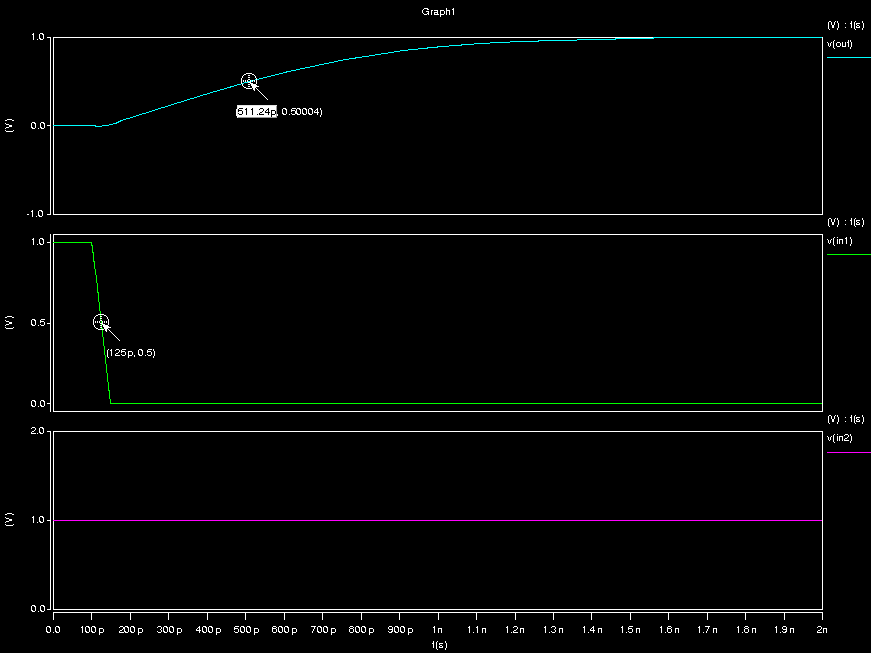 Graph1
(V) : t(s)
v(out)
1.0
0.0
-1.0
(V)
(511.24p, 0.50004)
(V) : t(s)
v(in1)
1.0
0.5
0.0
(V)
(125p, 0.5)
(V) : t(s)
v(in2)
2.0
1.0
0.0
(V)
0.0 100p 200p 300p 400p 500p 600p 700p 800p 900p 1n 1.1n 1.2n 1.3n 1.4n 1.5n 1.6n 1.7n 1.8n 1.9n 2n
t(s)